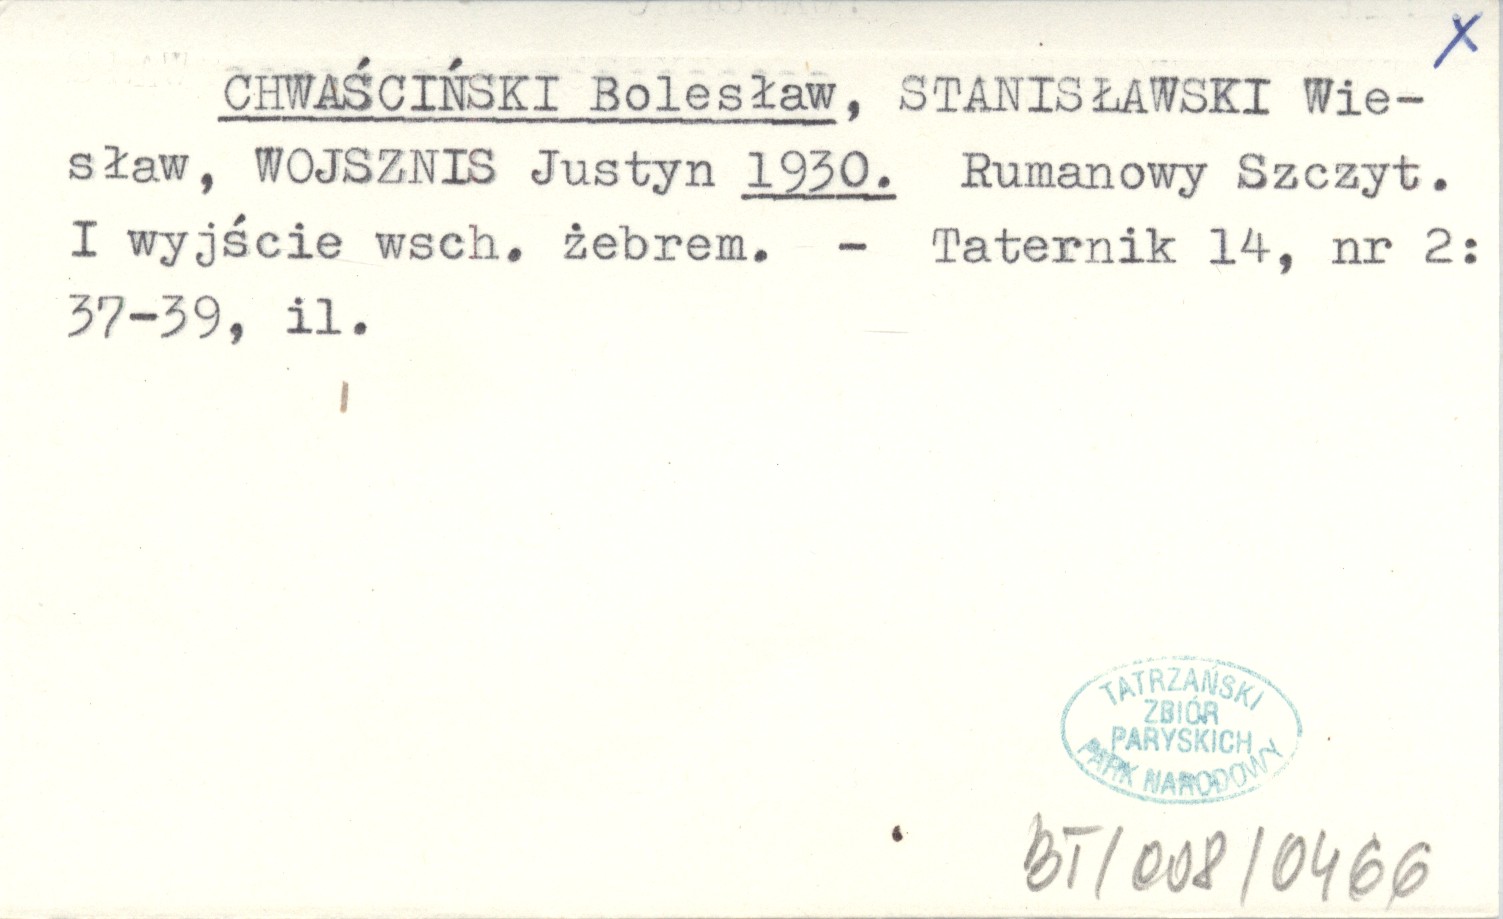 X
CHWAŚCIŃSKI Bolesław, STANISŁAWSKI Wie-
sław, WOJSZNIS Justyn 1930. Rumanowy Szczyt.
I wyjście wsch. żebrem. - Taternik 14, nr 2:
37-39, il.
TATRZAŃSKI
ZBIÓR
PARYSKICH
PARK NARODOWY
BT/008/0466